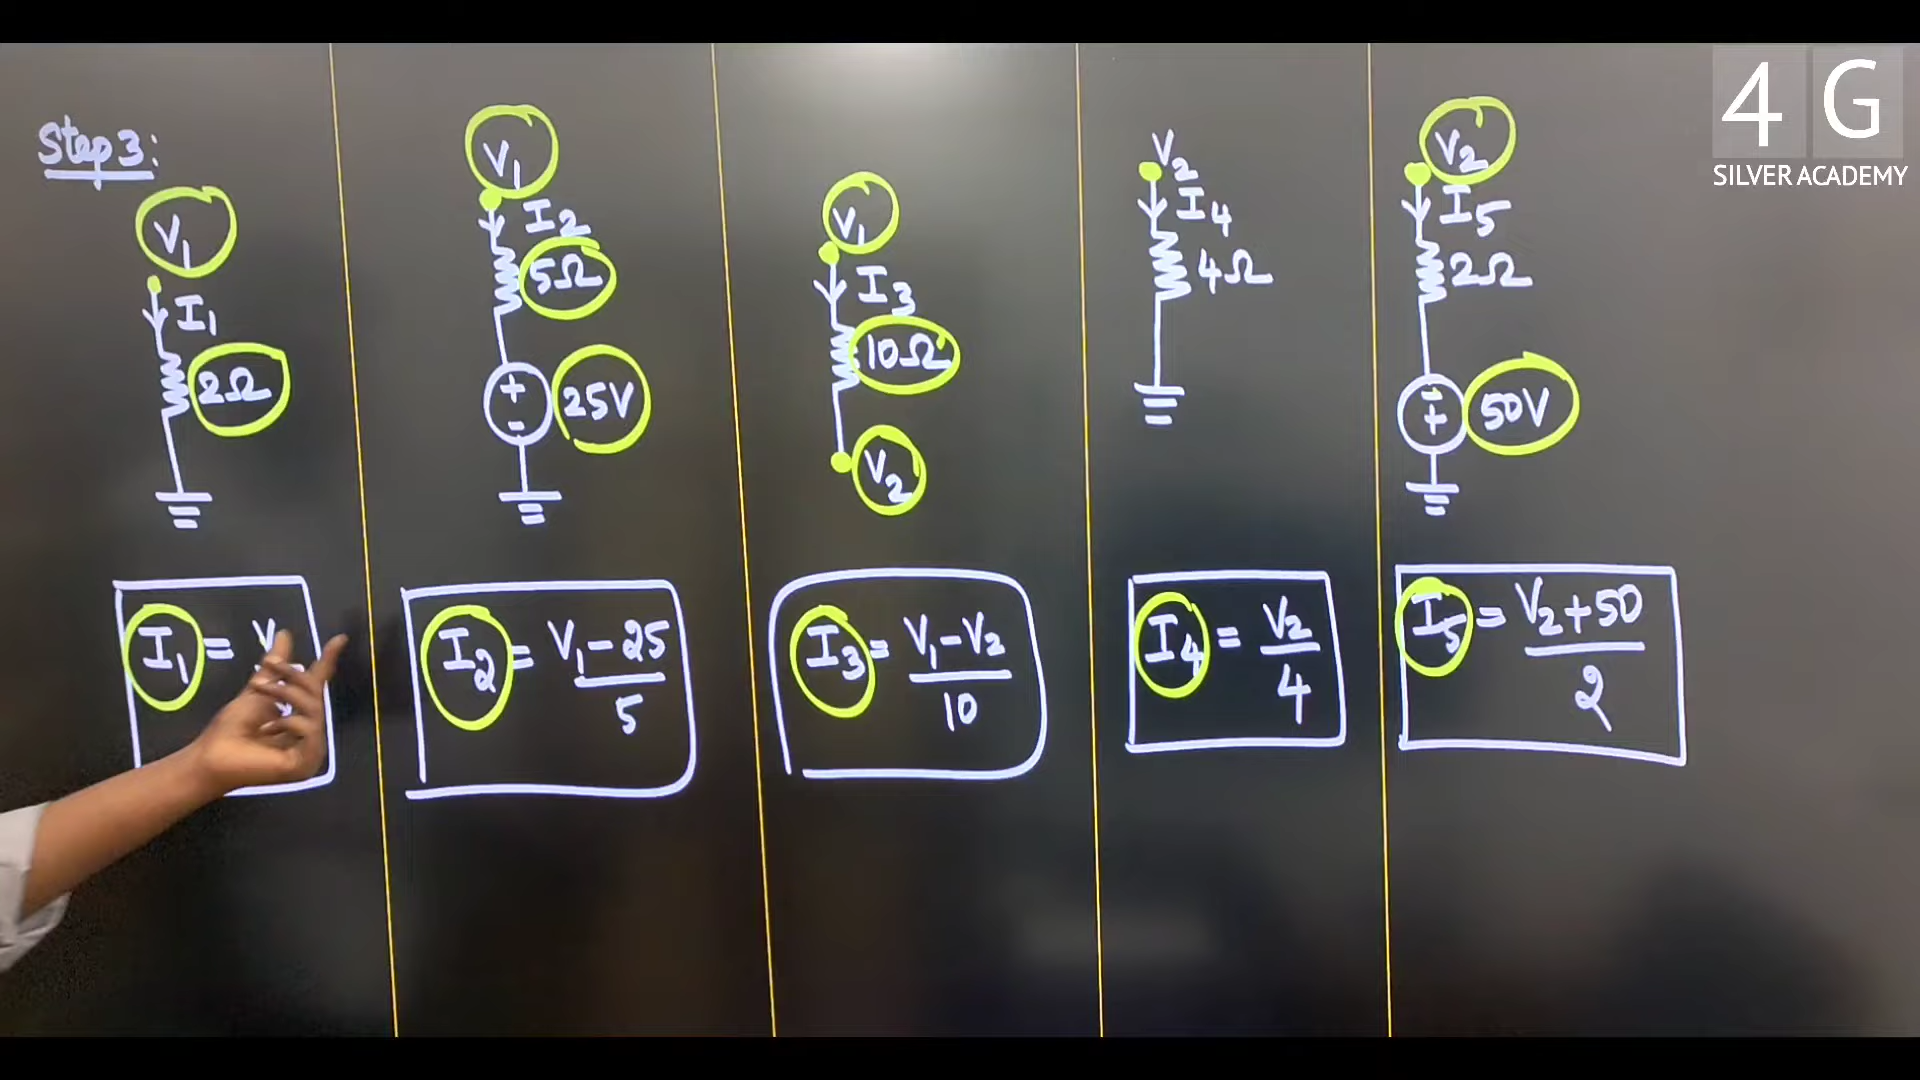 4G
SILVER ACADEMY
Step 3:
V₁
I₁
2Ω
I₁ =
V₁
I₂
5Ω
+
-
25V
I₂ = V₁ - 25
5
V₁
I₃
10Ω
V₂
I₃ = V₁ - V₂
10
V₂
I₄
4Ω
I₄ = V₂
4
V₂
I₅
2Ω
-
+
50V
I₅ = V₂ + 50
2